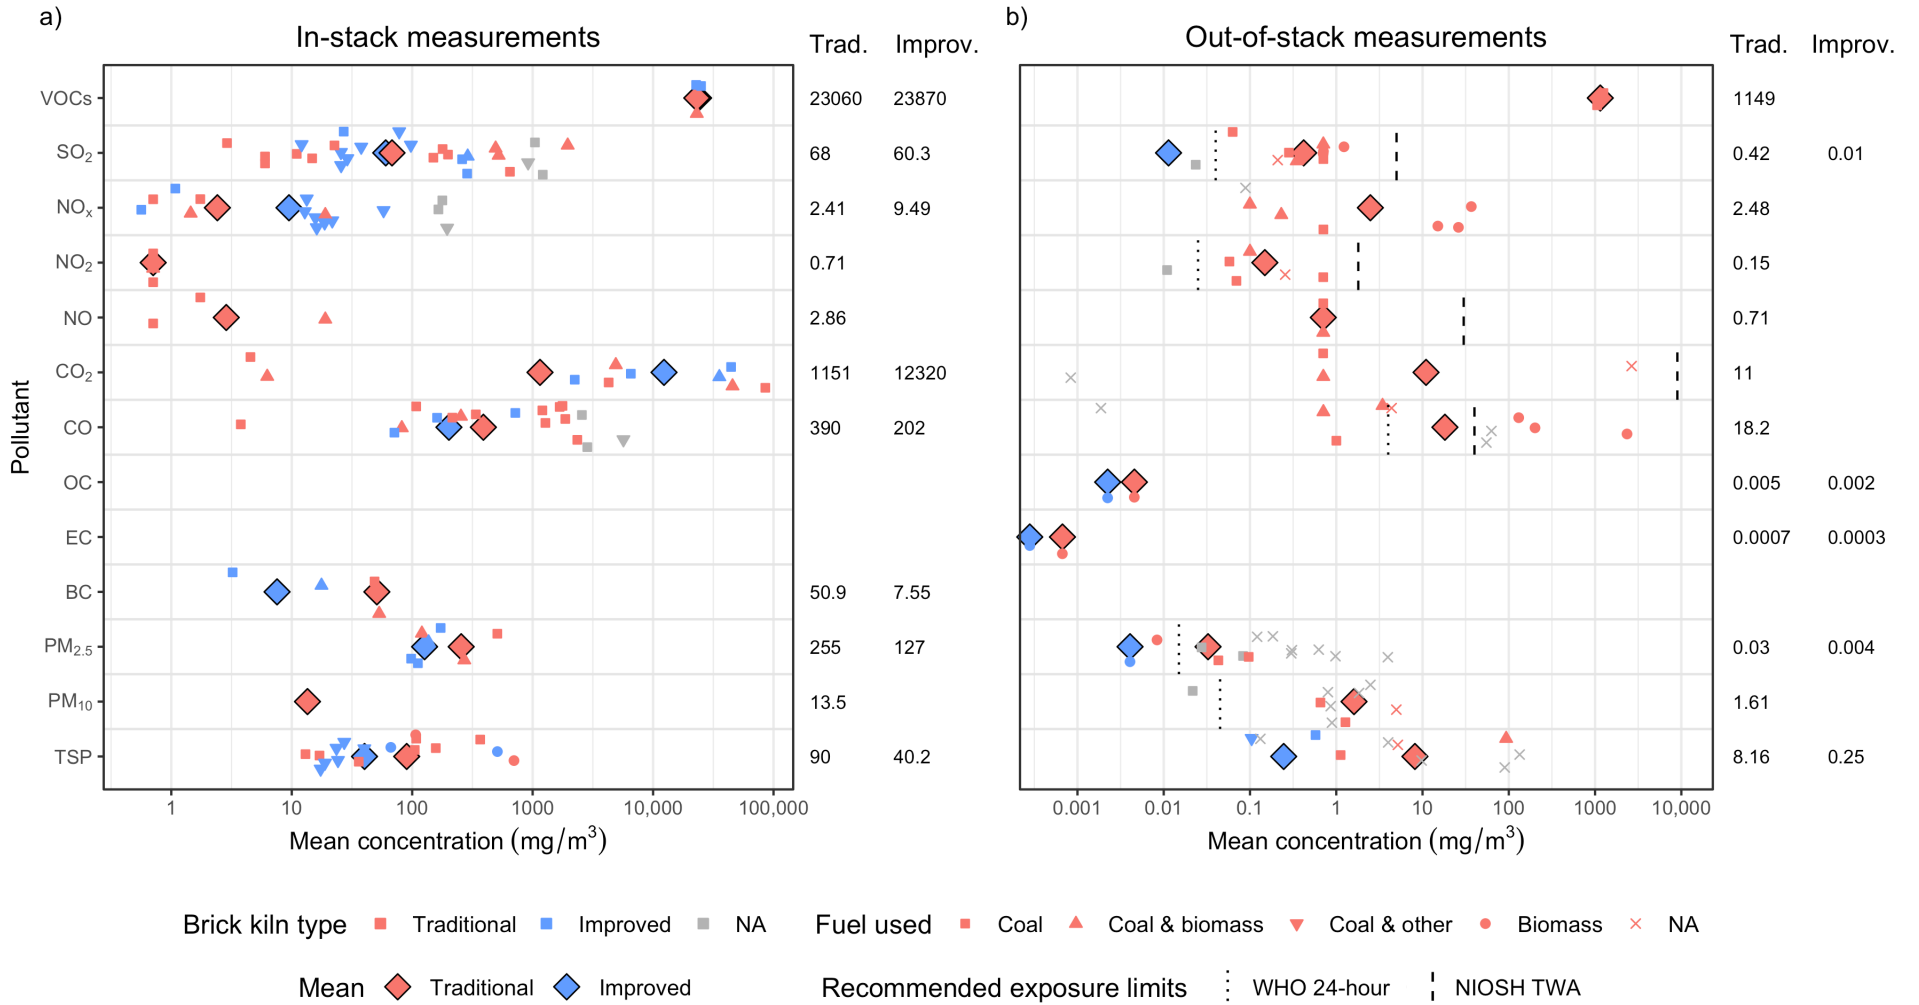 a)
In-stack measurements
Trad. Improv.
VOCs 23060 23870
SO₂ 68 60.3
NOₓ 2.41 9.49
NO₂ 0.71
NO 2.86
CO₂ 1151 12320
CO 390 202
OC
EC
BC 50.9 7.55
PM₂.₅ 255 127
PM₁₀ 13.5
TSP 90 40.2
Pollutant
1 10 100 1000 10,000 100,000
Mean concentration (mg/m³)
b)
Out-of-stack measurements
Trad. Improv.
1149
0.42 0.01
2.48
0.15
0.71
11
18.2
0.005 0.002
0.0007 0.0003
0.03 0.004
1.61
8.16 0.25
0.001 0.01 0.1 1 10 100 1000 10,000
Mean concentration (mg/m³)
Brick kiln type Traditional Improved NA
Fuel used Coal Coal & biomass Coal & other Biomass NA
Mean Traditional Improved
Recommended exposure limits WHO 24-hour NIOSH TWA